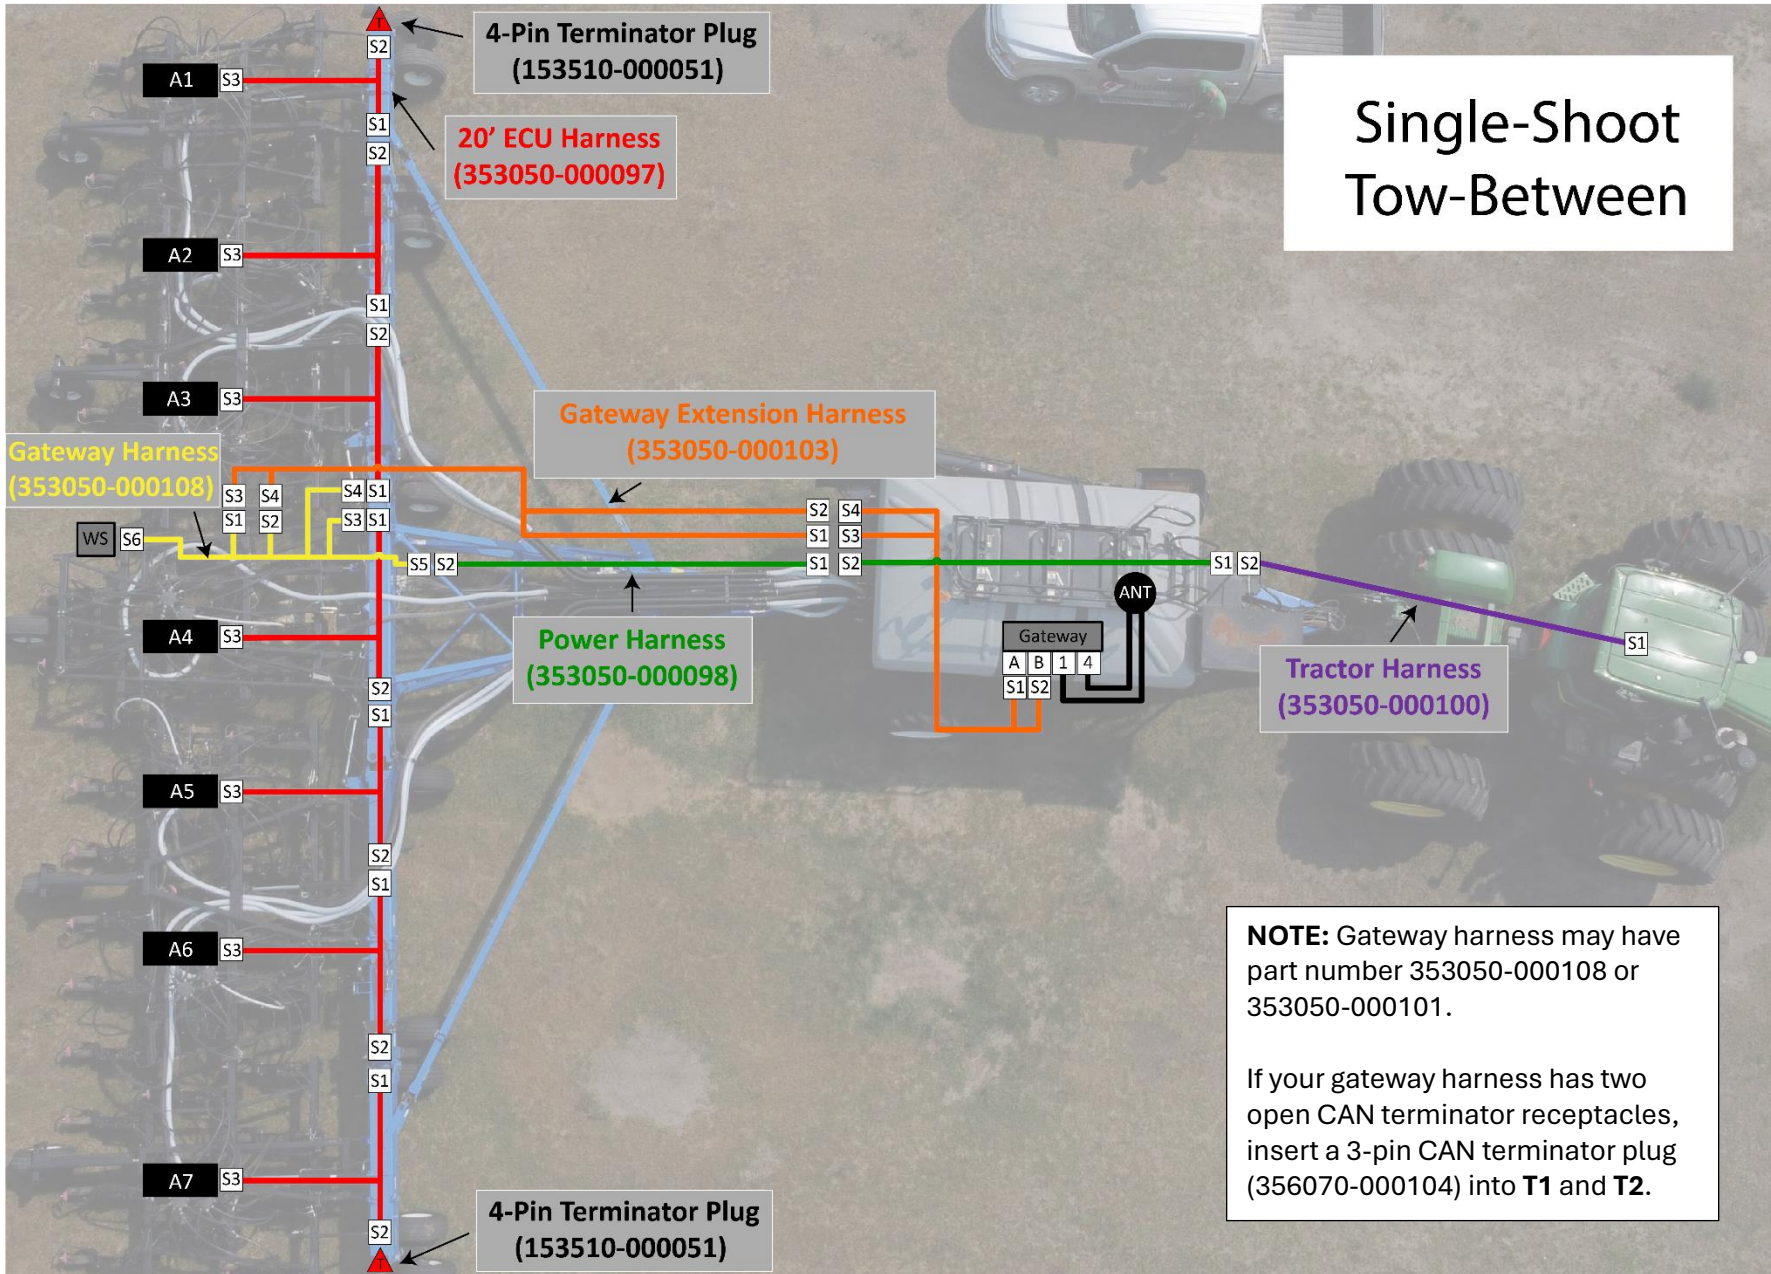 T
4-Pin Terminator Plug
(153510-000051)
S2
A1 S3
S1
20’ ECU Harness
(353050-000097)
S2
Single-Shoot
Tow-Between
A2 S3
S1
S2
A3 S3
Gateway Extension Harness
(353050-000103)
Gateway Harness
(353050-000108)
S3 S4
S4 S1
S1 S2
S3 S1
WS S6
S2 S4
S1 S3
S5 S2
S1 S2
S1 S2
ANT
Gateway
A B 1 4
S1 S2
A4 S3
Power Harness
(353050-000098)
S1
Tractor Harness
(353050-000100)
S2
S1
A5 S3
S2
S1
A6 S3
S2
S1
A7 S3
S2
T
4-Pin Terminator Plug
(153510-000051)
NOTE: Gateway harness may have
part number 353050-000108 or
353050-000101.
If your gateway harness has two
open CAN terminator receptacles,
insert a 3-pin CAN terminator plug
(356070-000104) into T1 and T2.